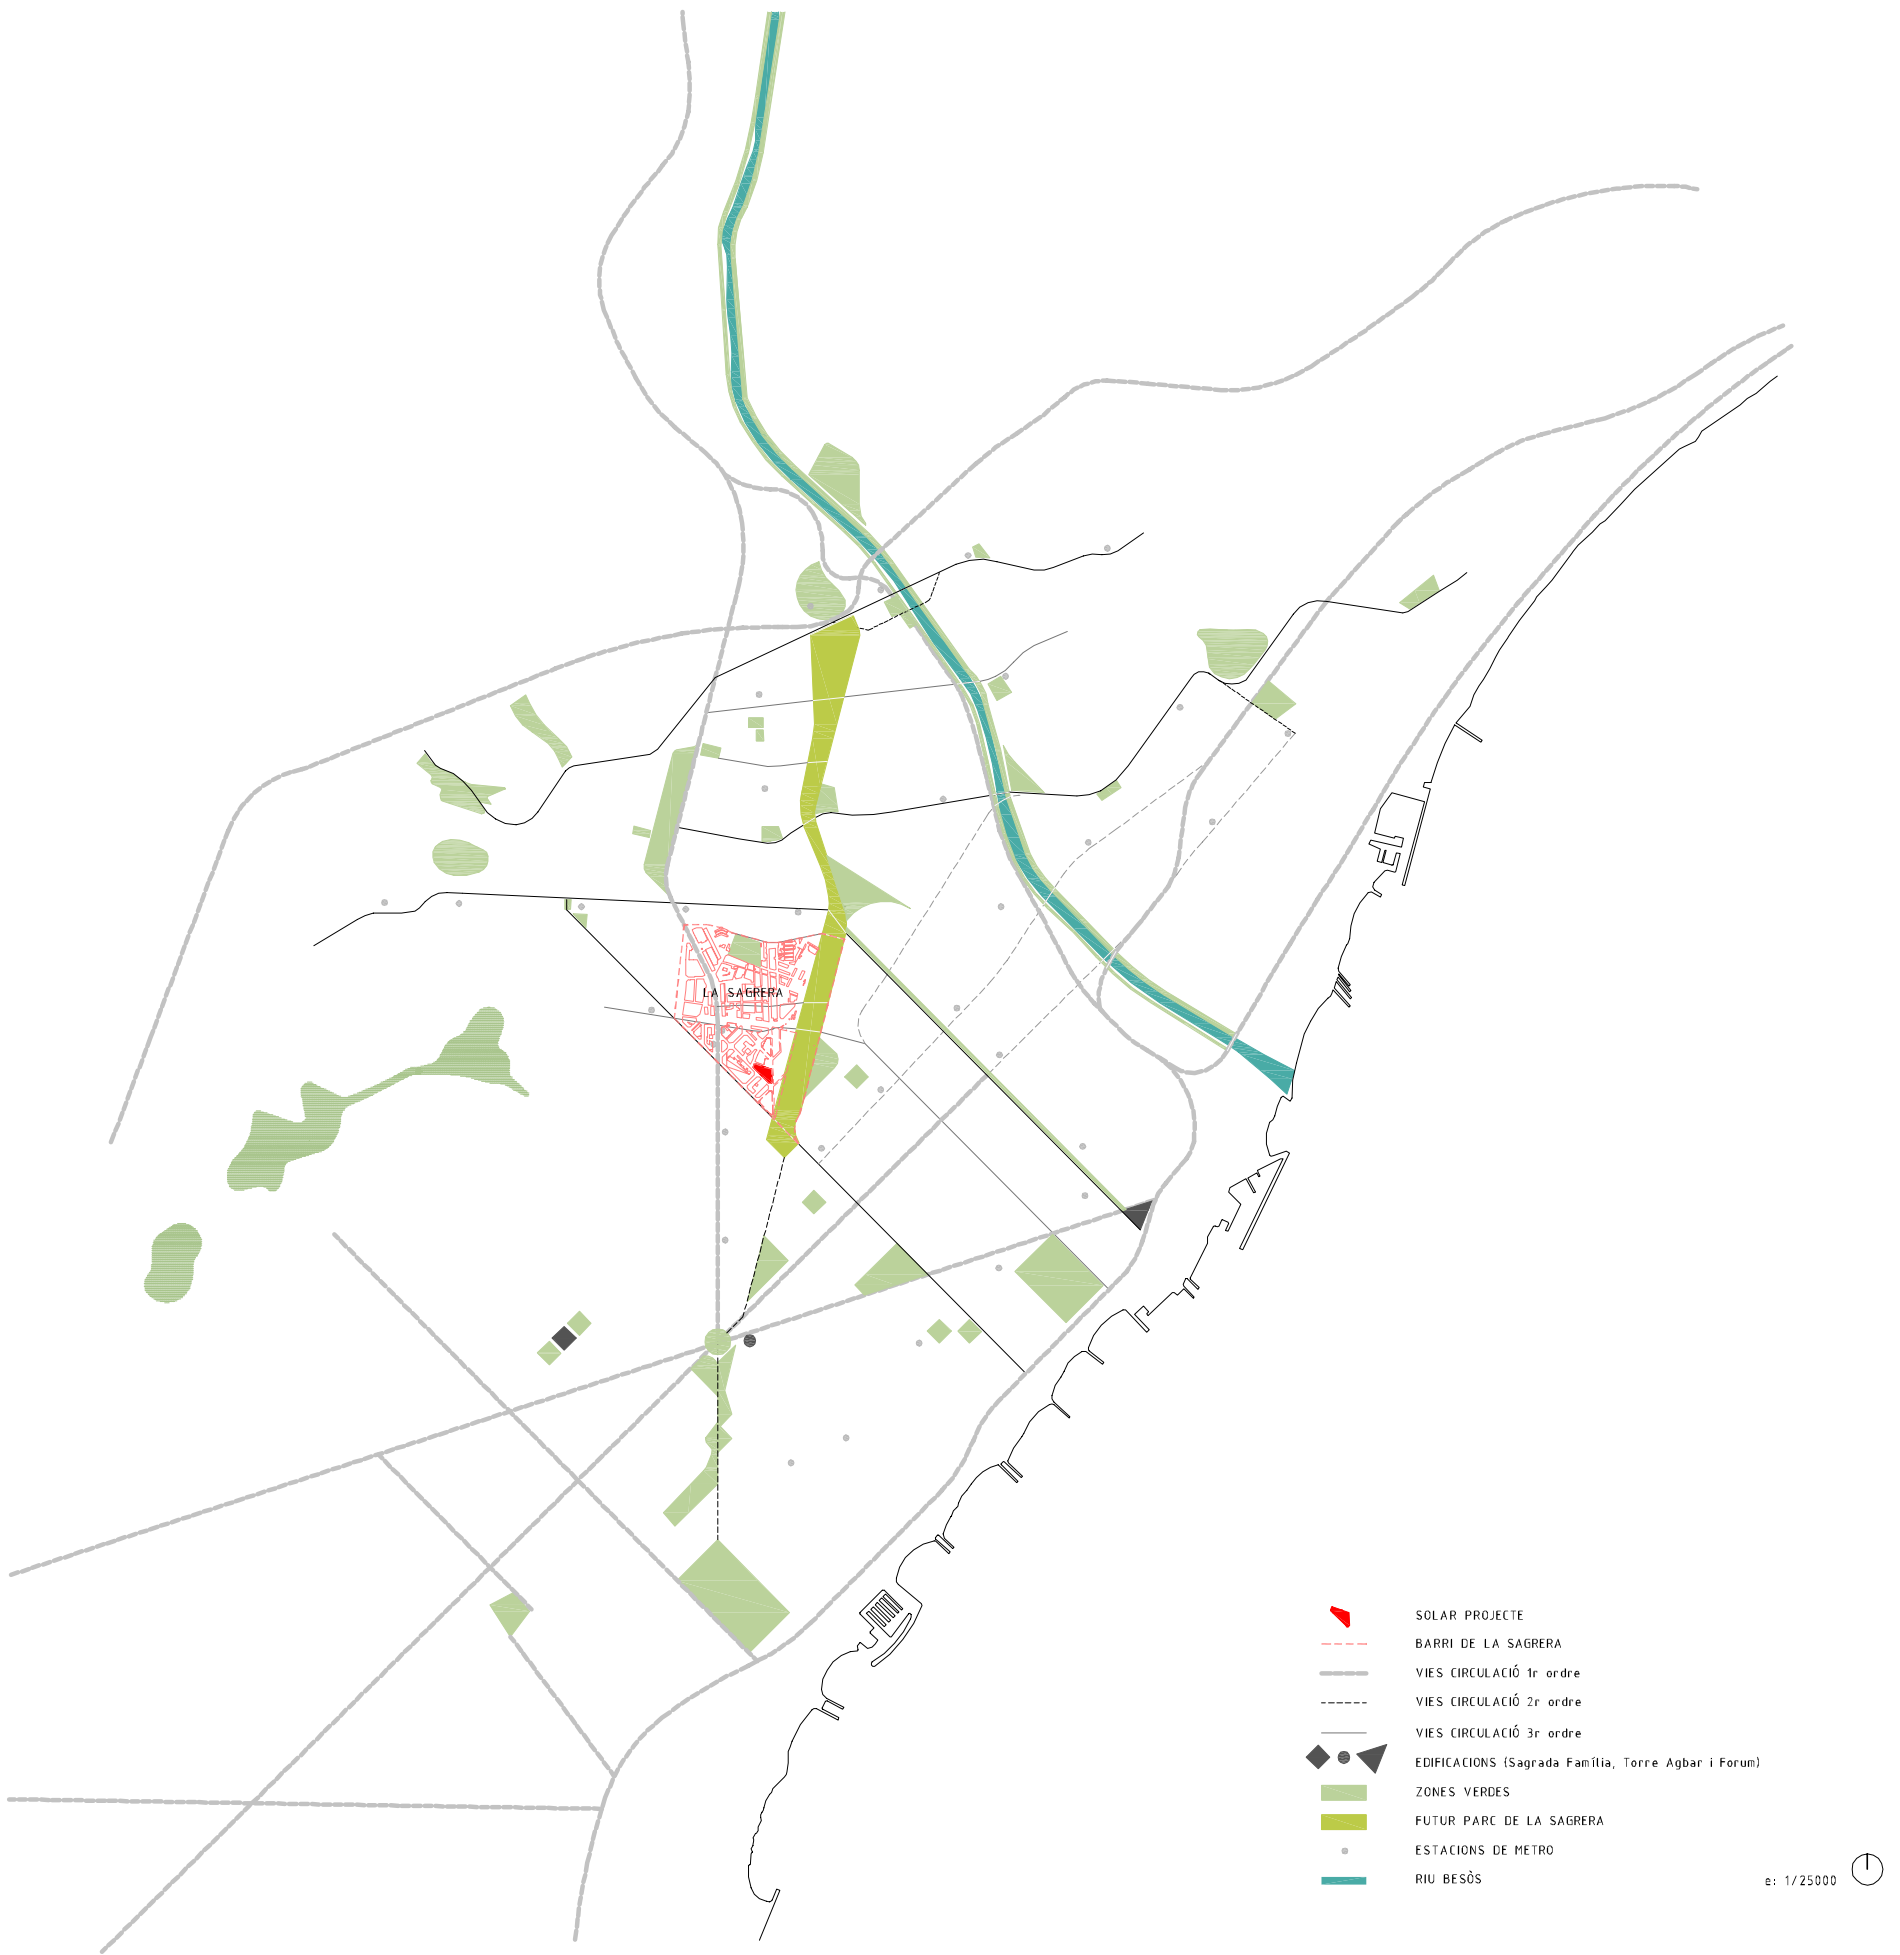 LA SAGRERA
SOLAR PROJECTE
BARRI DE LA SAGRERA
VIES CIRCULACIÓ 1r ordre
VIES CIRCULACIÓ 2r ordre
VIES CIRCULACIÓ 3r ordre
EDIFICACIONS (Sagrada Família, Torre Agbar i Forum)
ZONES VERDES
FUTUR PARC DE LA SAGRERA
ESTACIONS DE METRO
RIU BESÒS
e: 1/25000